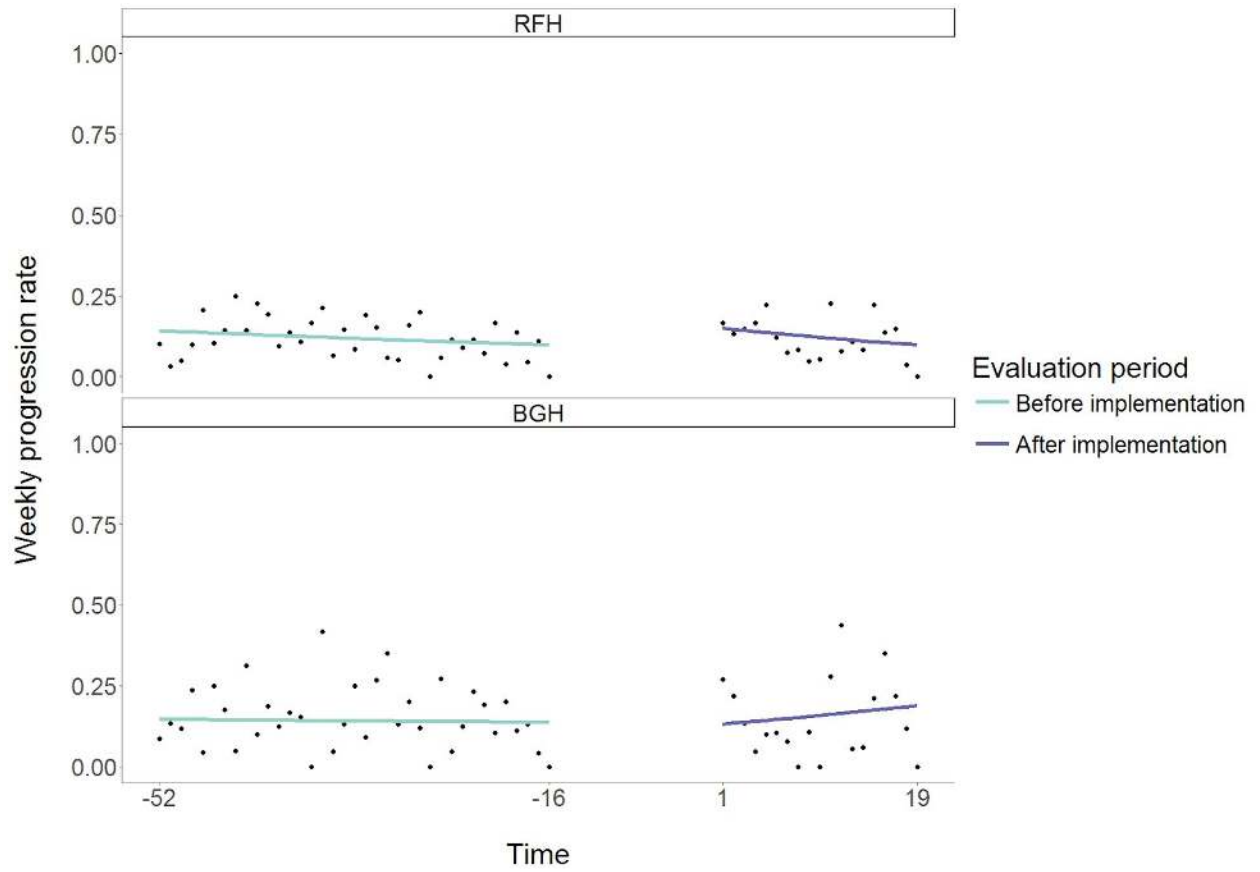 RFH
1.00
0.75
0.50
0.25
0.00
BGH
1.00
0.75
0.50
0.25
0.00
-52
-16
1
19
Time
Weekly progression rate
Evaluation period
Before implementation
After implementation